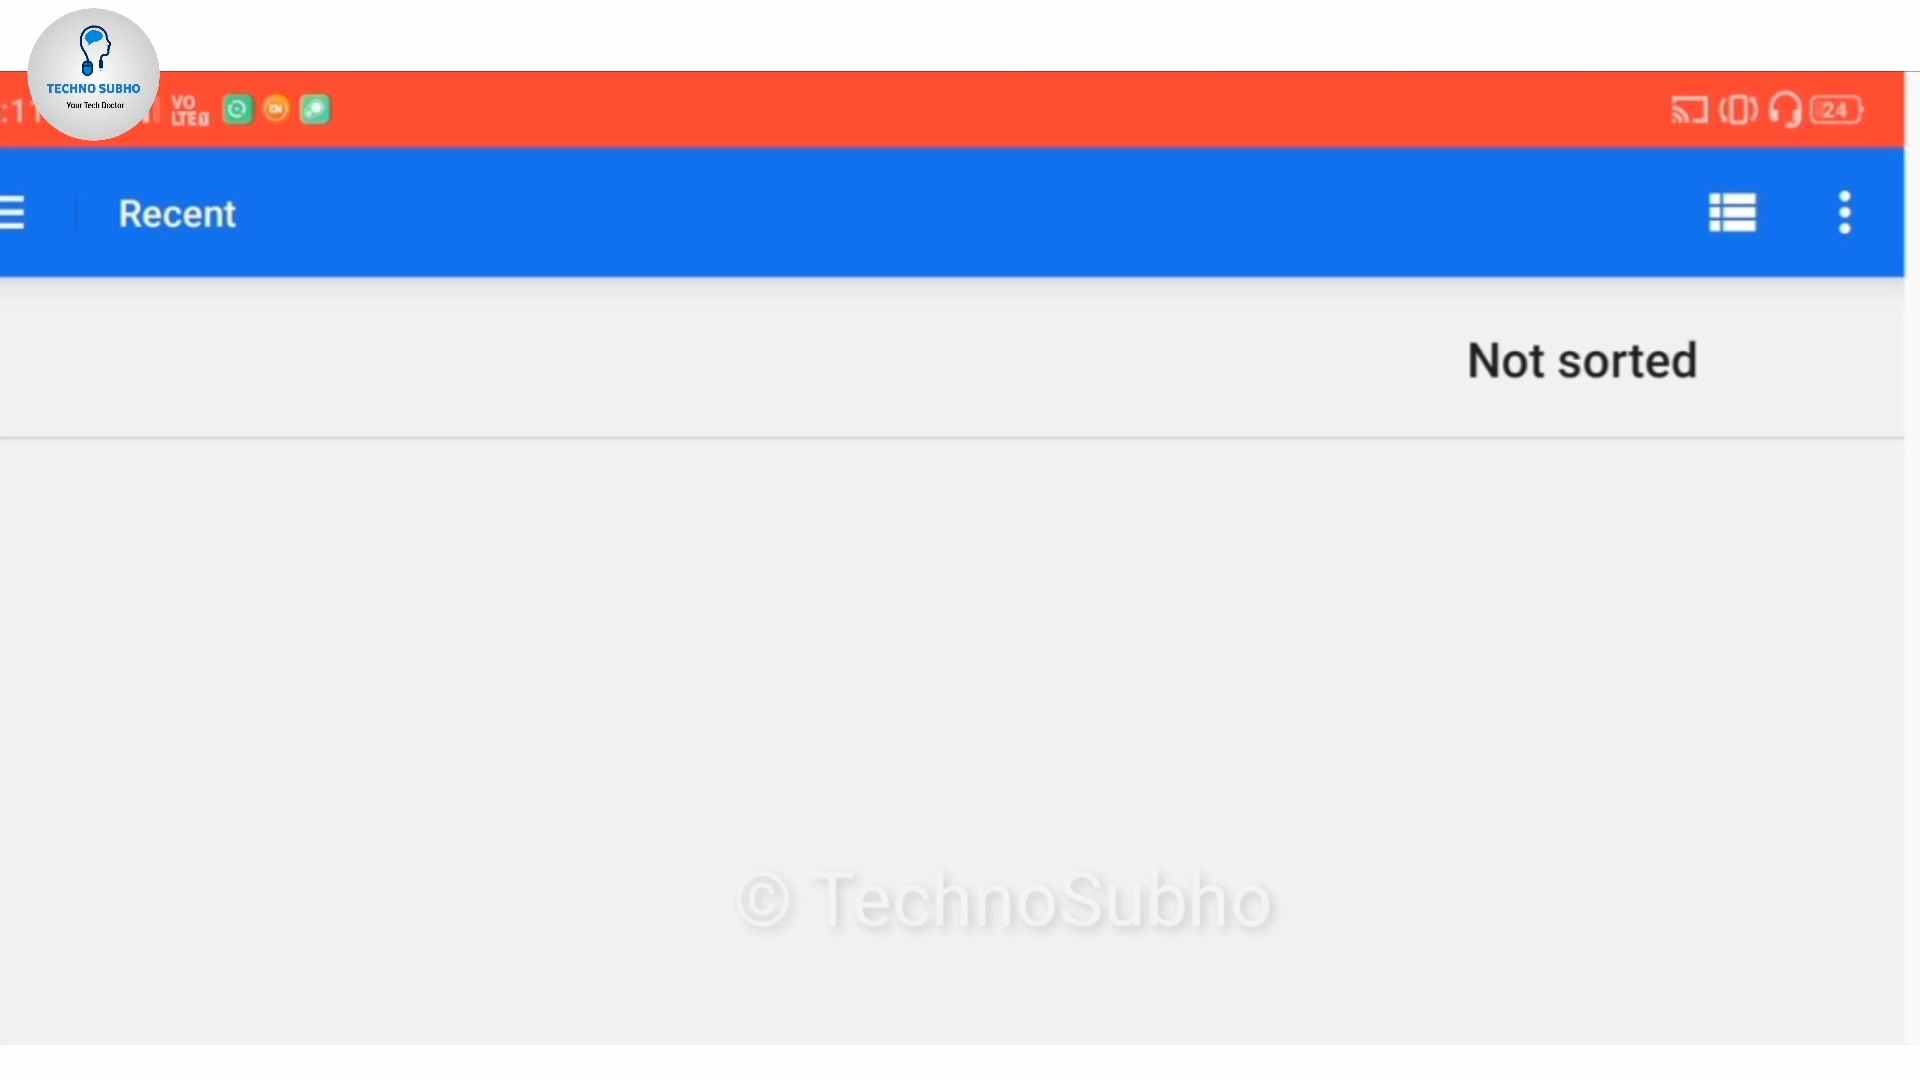 TECHNO SUBHO
Your Tech Doctor
VO
LTE
24
Recent
Not sorted
© TechnoSubho